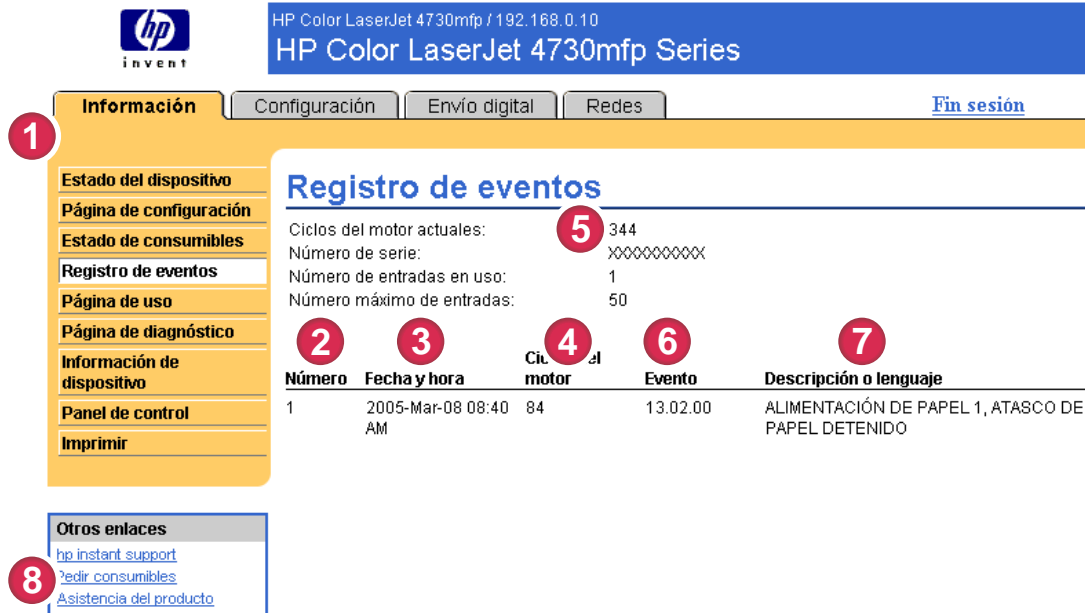 hp
invent
HP Color LaserJet 4730mfp / 192.168.0.10
HP Color LaserJet 4730mfp Series
Información
Configuración
Envío digital
Redes
Fin sesión
1
Estado del dispositivo
Página de configuración
Estado de consumibles
Registro de eventos
Página de uso
Página de diagnóstico
Información de
dispositivo
Panel de control
Imprimir
Otros enlaces
hp instant support
8
Pedir consumibles
Asistencia del producto
Registro de eventos
Ciclos del motor actuales: 5 344
Número de serie: XXXXXXXXXX
Número de entradas en uso: 1
Número máximo de entradas: 50
2 3 4 6 7
Número Fecha y hora motor Evento Descripción o lenguaje
1 2005-Mar-08 08:40 84 13.02.00 ALIMENTACIÓN DE PAPEL 1, ATASCO DE
AM PAPEL DETENIDO